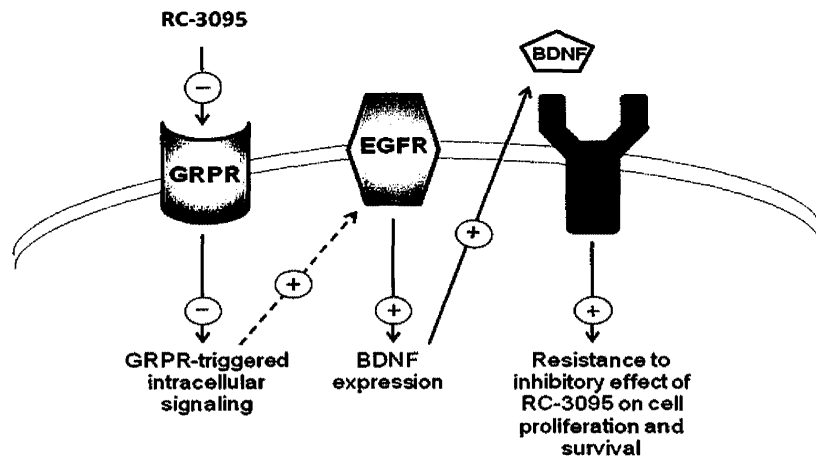 RC-3095
BDNF
−
GRPR
EGFR
+
+
−
+
+
GRPR-triggered
intracellular
signaling
BDNF
expression
Resistance to
inhibitory effect of
RC-3095 on cell
proliferation and
survival